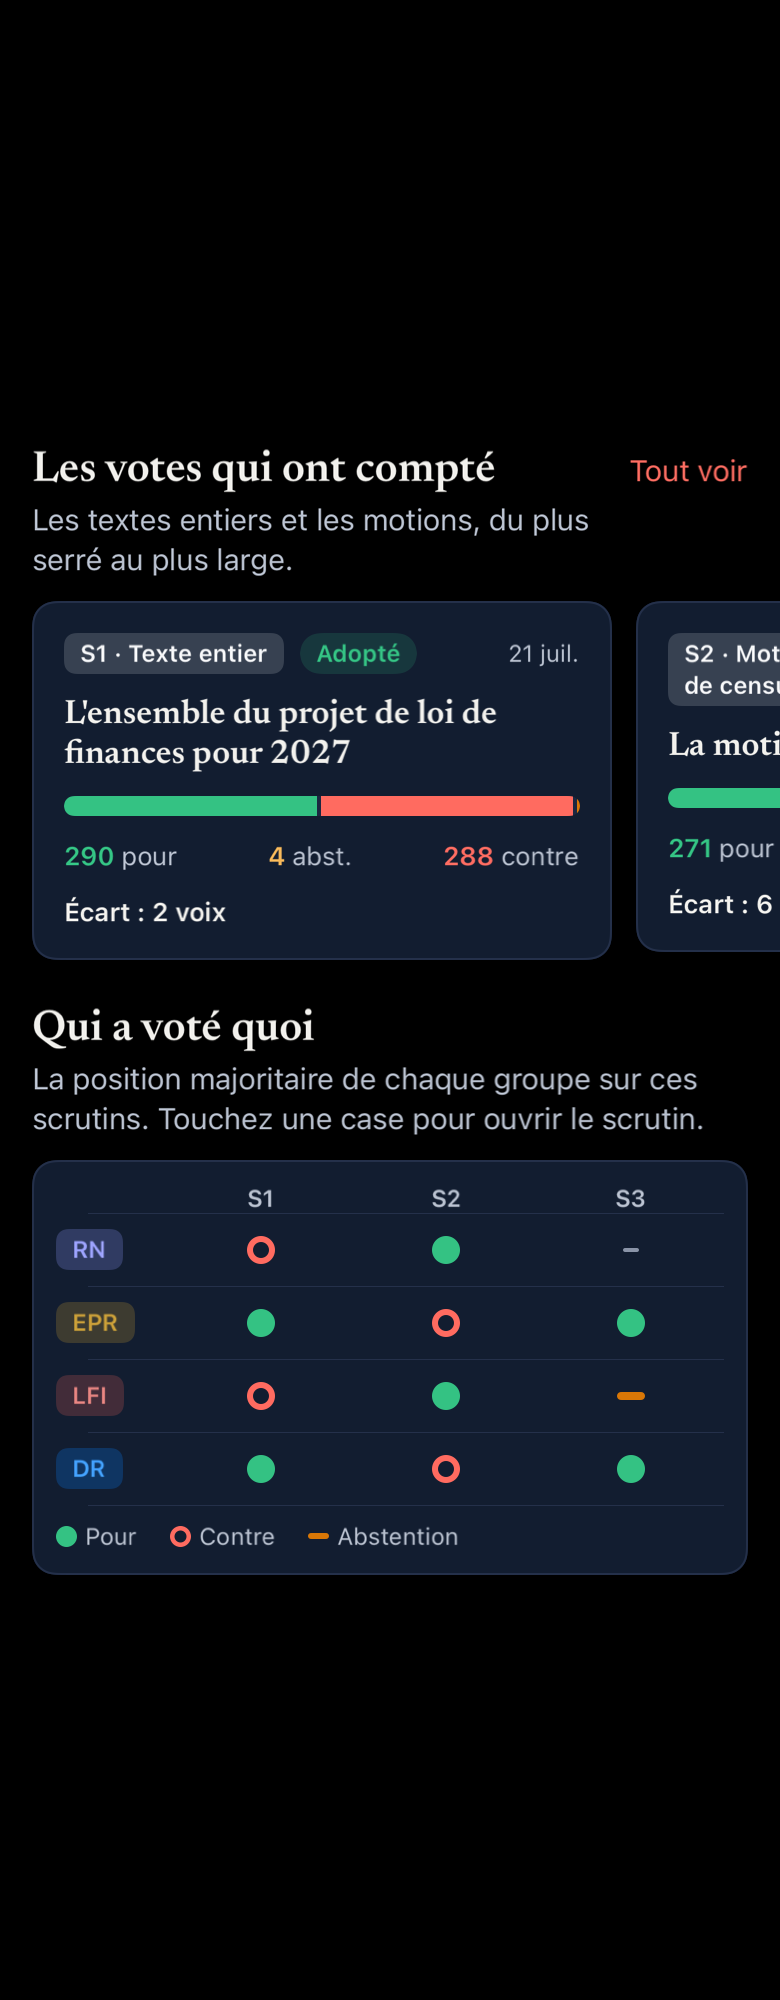 Les votes qui ont compté
Tout voir
Les textes entiers et les motions, du plus
serré au plus large.
S1 · Texte entier
Adopté
21 juil.
L'ensemble du projet de loi de
finances pour 2027
290 pour
4 abst.
288 contre
Écart : 2 voix
S2 · Mot
de censu
La moti
271 pour
Écart : 6
Qui a voté quoi
La position majoritaire de chaque groupe sur ces
scrutins. Touchez une case pour ouvrir le scrutin.
S1 S2 S3
RN
EPR
LFI
DR
Pour Contre Abstention